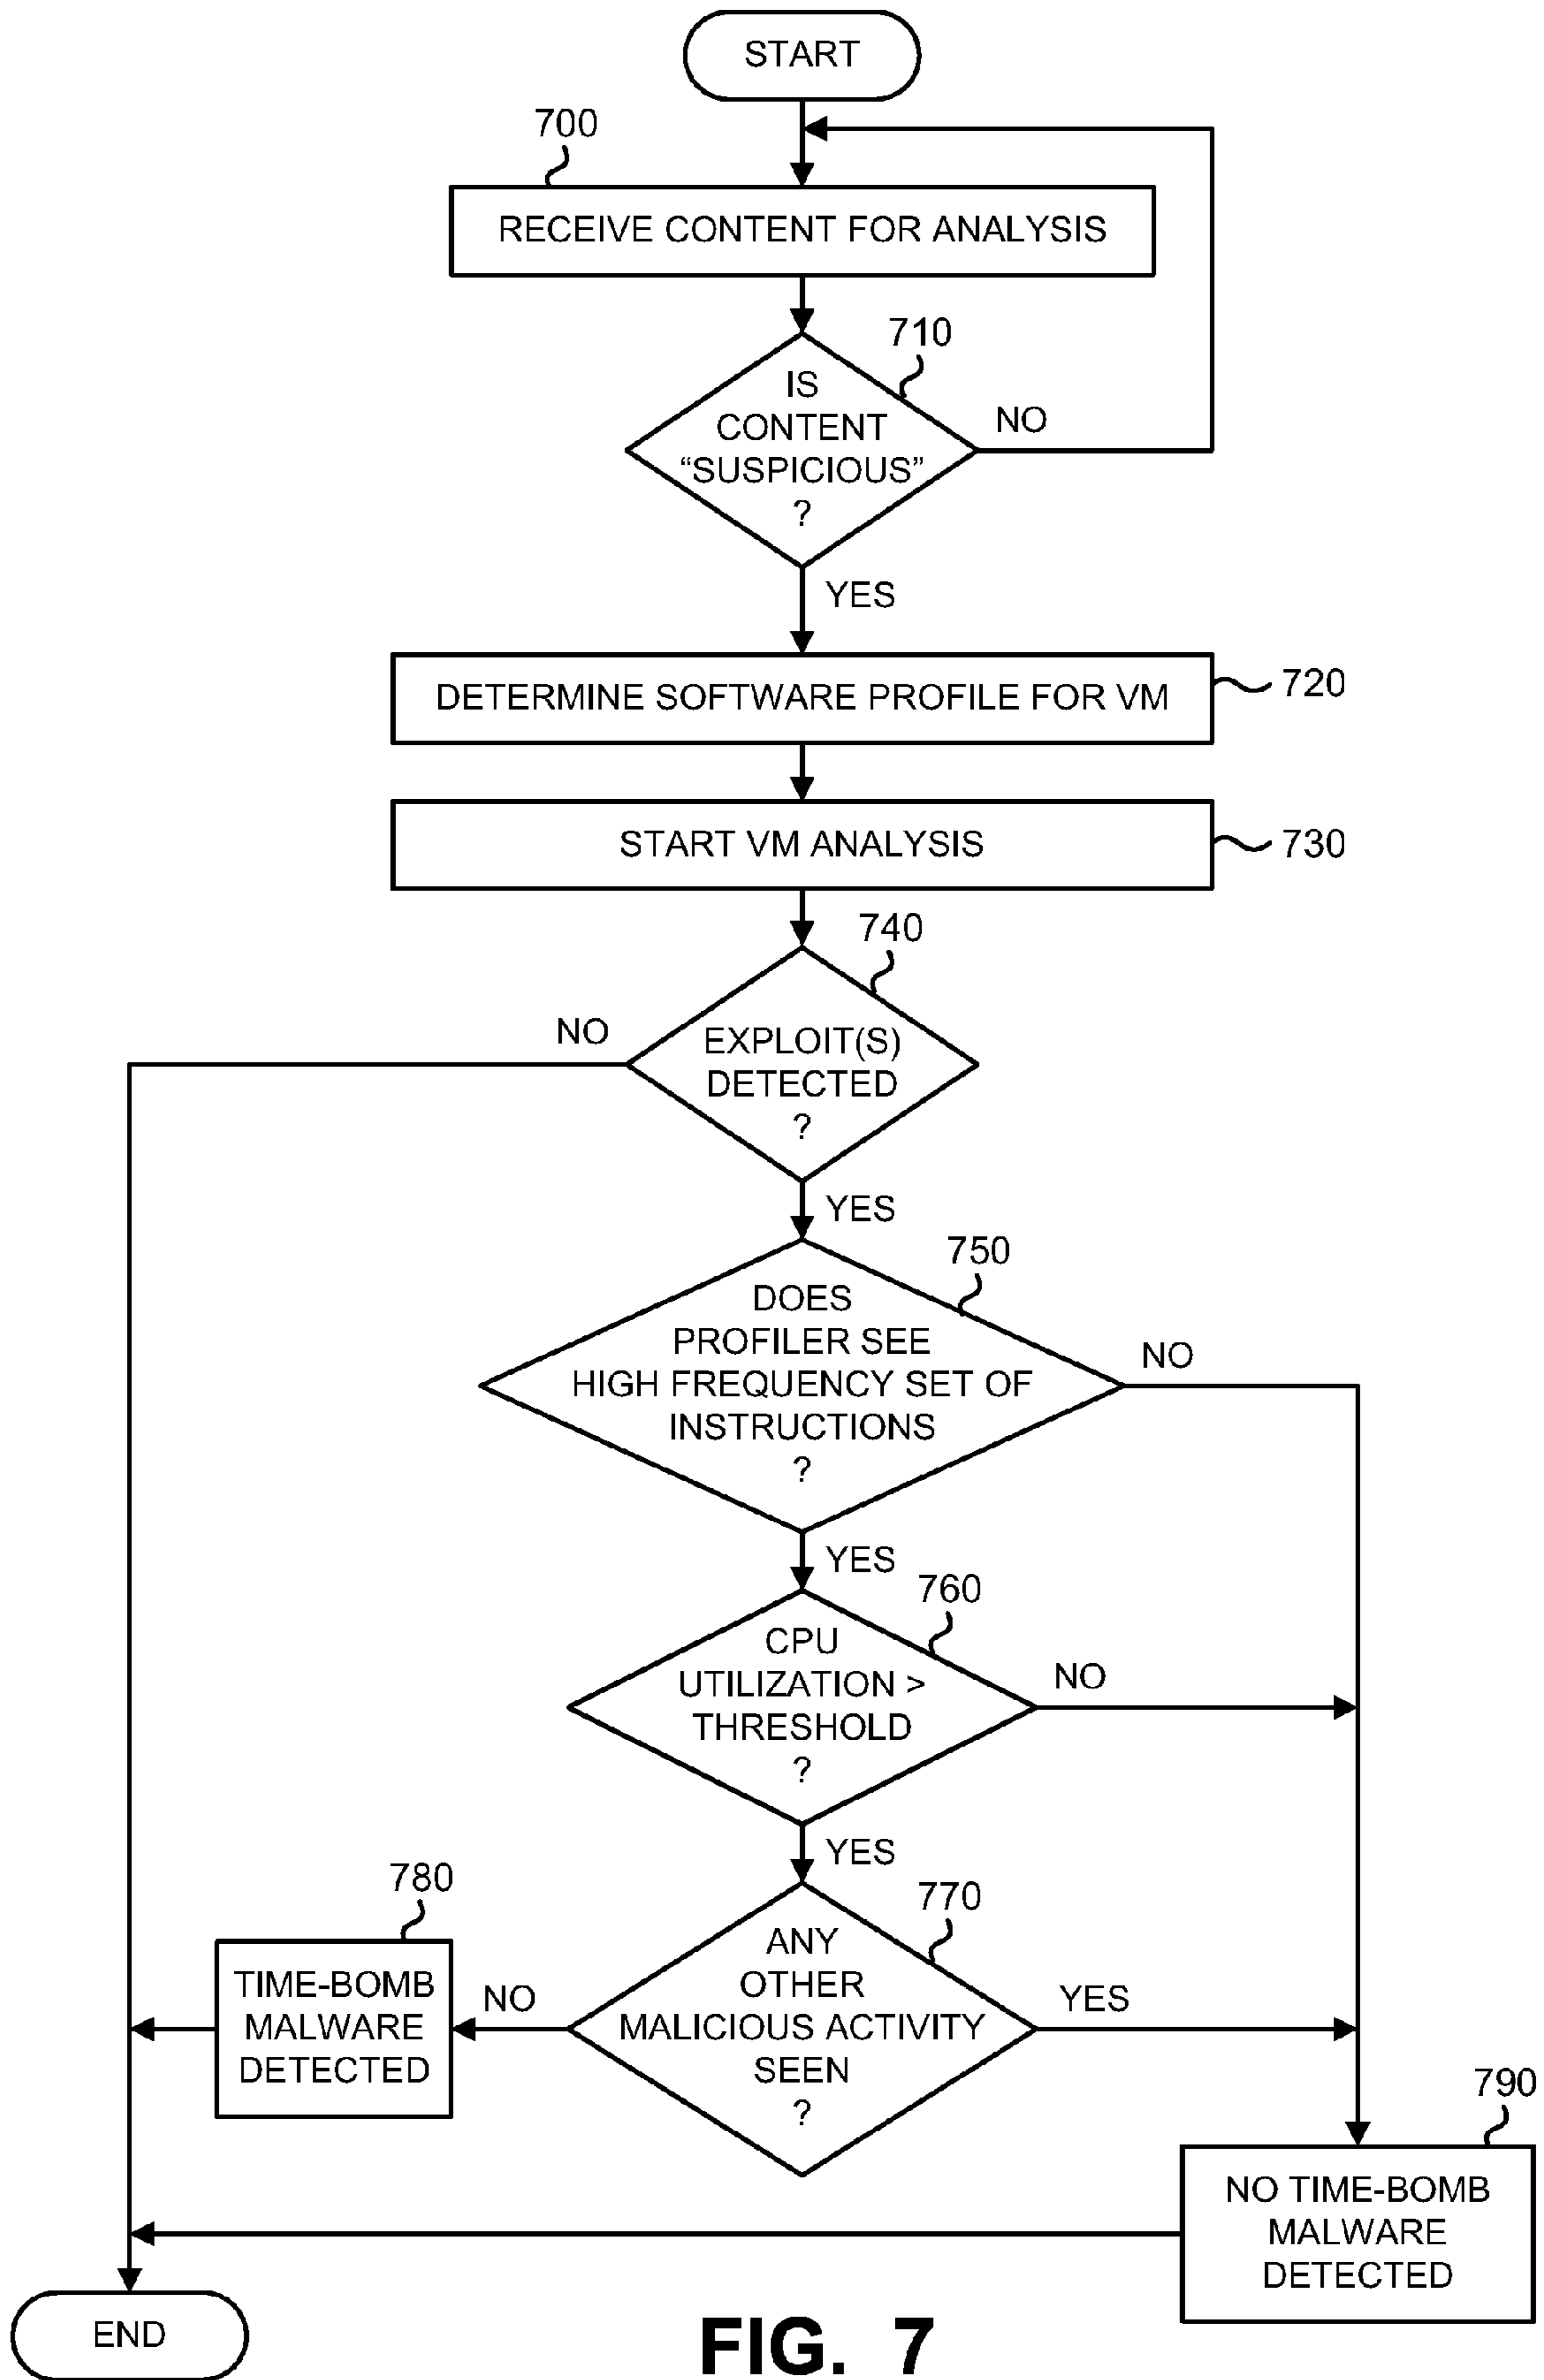 START
700
RECEIVE CONTENT FOR ANALYSIS
710
IS
CONTENT
“SUSPICIOUS”
?
NO
YES
DETERMINE SOFTWARE PROFILE FOR VM
720
START VM ANALYSIS
730
740
NO
EXPLOIT(S)
DETECTED
?
YES
750
DOES
PROFILER SEE
HIGH FREQUENCY SET OF
INSTRUCTIONS
?
NO
YES
760
CPU
UTILIZATION >
THRESHOLD
?
NO
YES
780
770
TIME-BOMB
MALWARE
DETECTED
NO
ANY
OTHER
MALICIOUS ACTIVITY
SEEN
?
YES
790
NO TIME-BOMB
MALWARE
DETECTED
END
FIG. 7